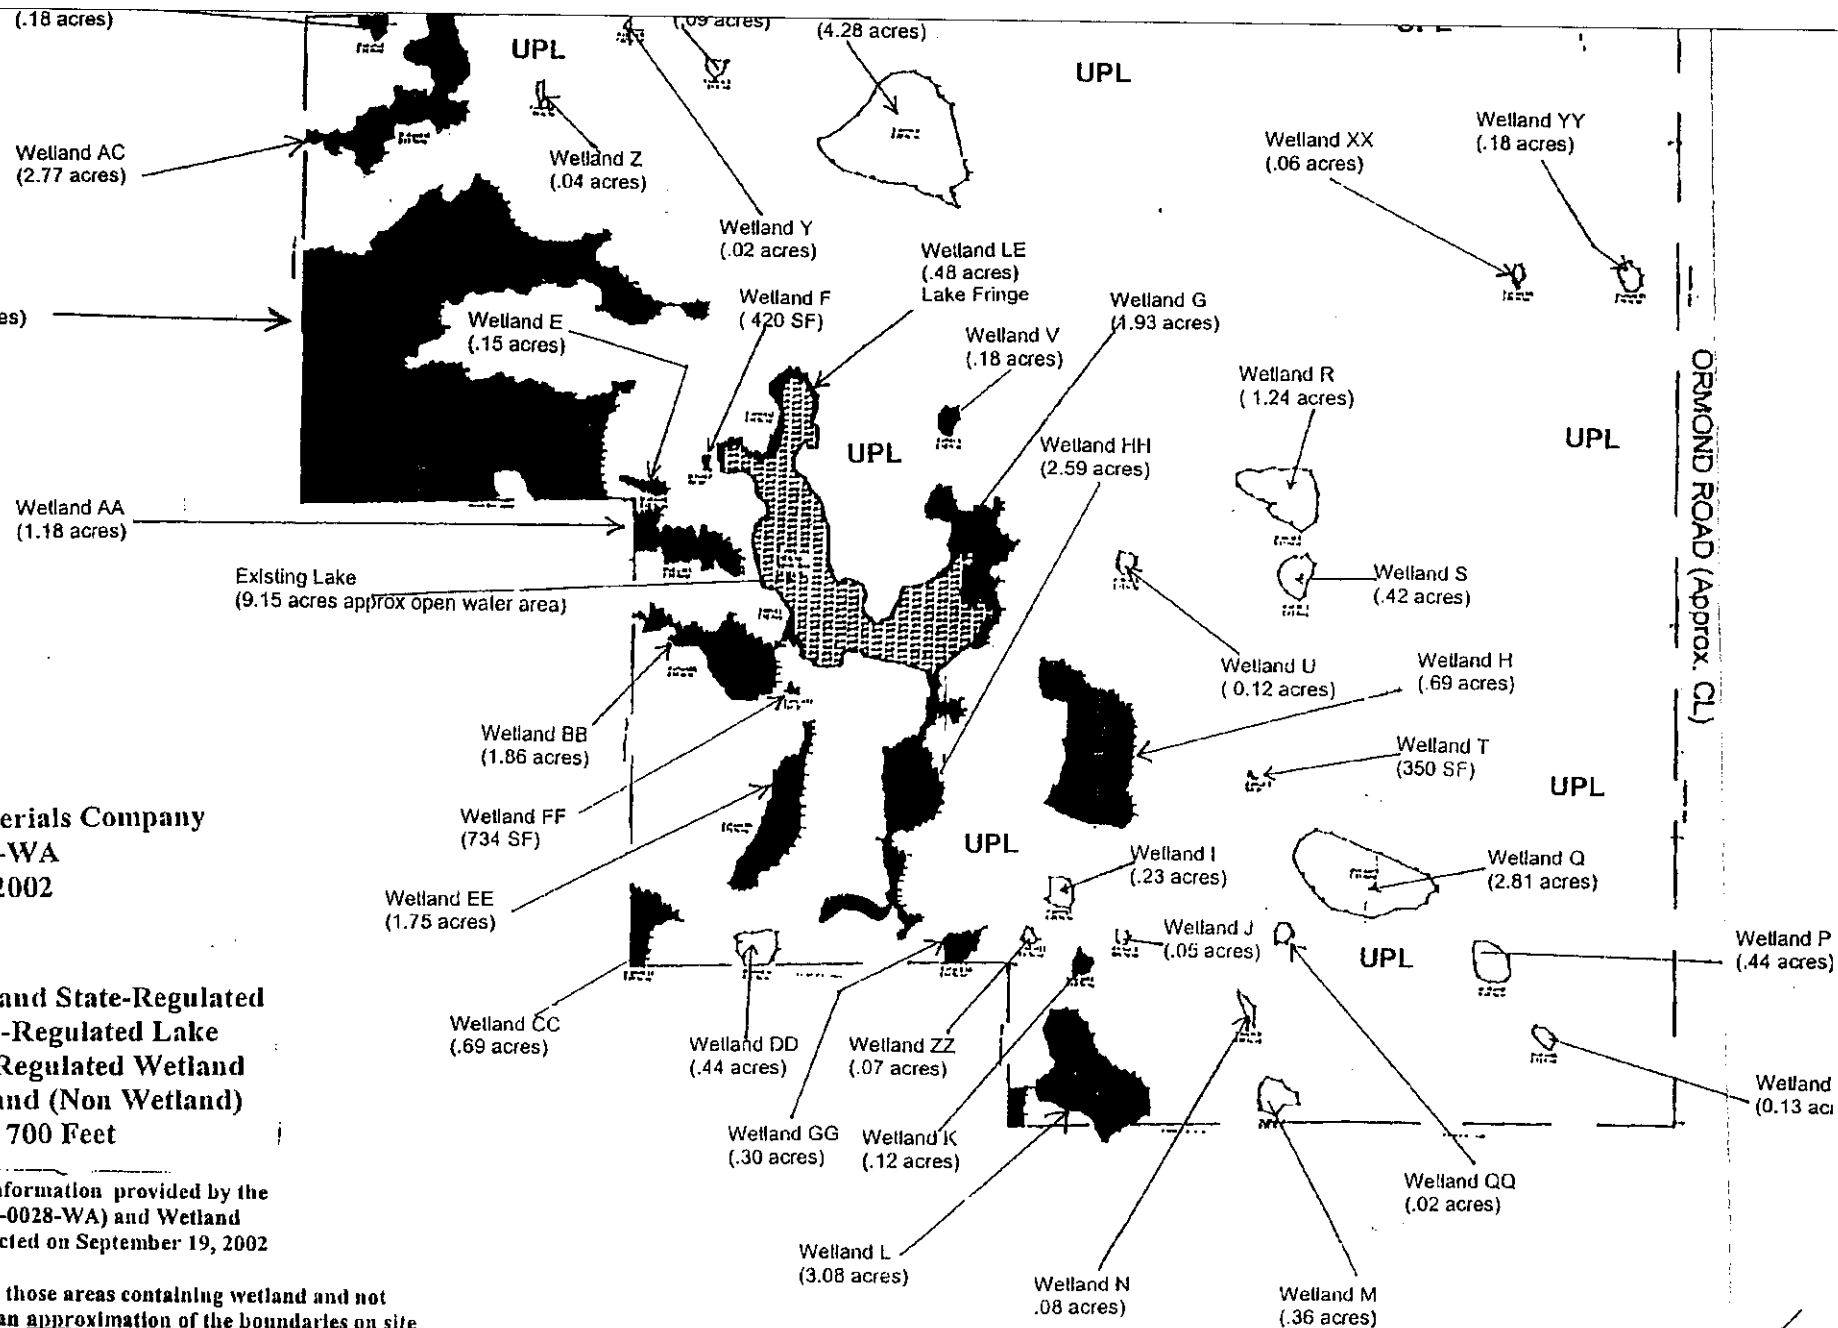 (.18 acres)
UPL
(.09 acres)
(4.28 acres)
UPL
UPL
Wetland AC
(2.77 acres)
Wetland Z
(.04 acres)
Wetland XX
(.06 acres)
Wetland YY
(.18 acres)
Wetland Y
(.02 acres)
Wetland LE
(.48 acres)
Lake Fringe
Wetland E
(.15 acres)
Wetland F
( 420 SF)
Wetland G
(1.93 acres)
Wetland V
(.18 acres)
Wetland R
( 1.24 acres)
ORMOND ROAD (Approx. CL)
UPL
UPL
Wetland HH
(2.59 acres)
Wetland AA
(1.18 acres)
Existing Lake
(9.15 acres approx open water area)
Wetland S
(.42 acres)
Wetland U
( 0.12 acres)
Wetland H
(.69 acres)
Wetland BB
(1.86 acres)
Wetland T
(350 SF)
UPL
Wetland FF
(734 SF)
erials Company
-WA
2002
UPL
Wetland I
(.23 acres)
Wetland Q
(2.81 acres)
Wetland EE
(1.75 acres)
Wetland J
(.05 acres)
UPL
Wetland P
(.44 acres)
and State-Regulated
-Regulated Lake
Regulated Wetland
and (Non Wetland)
700 Feet
Wetland CC
(.69 acres)
Wetland DD
(.44 acres)
Wetland ZZ
(.07 acres)
Wetland
(0.13 acr
Wetland GG
(.30 acres)
Wetland K
(.12 acres)
Wetland QQ
(.02 acres)
nformation provided by the
-0028-WA) and Wetland
cted on September 19, 2002
Wetland L
(3.08 acres)
Wetland N
.08 acres)
Wetland M
(.36 acres)
those areas containing wetland and not
an approximation of the boundaries on site